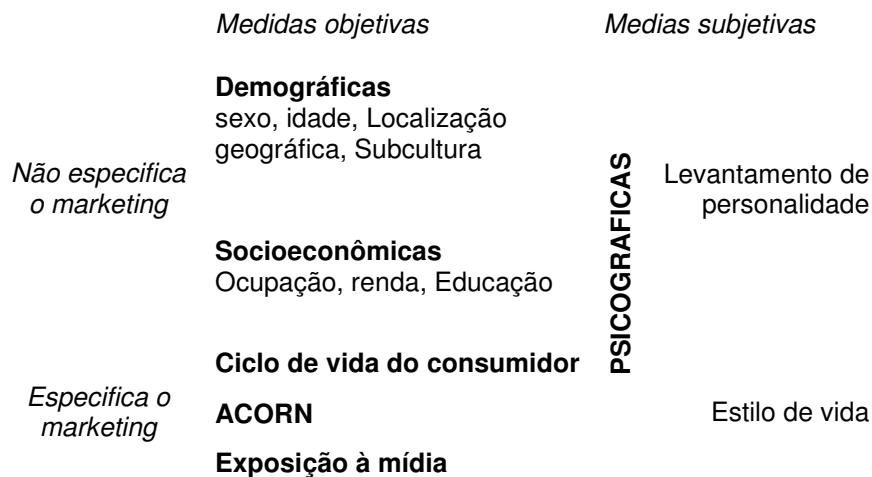 Medidas objetivas
Medias subjetivas
Demográficas
sexo, idade, Localização
geográfica, Subcultura
Não especifica
o marketing
PSICOGRAFICAS
Levantamento de
personalidade
Socioeconômicas
Ocupação, renda, Educação
Ciclo de vida do consumidor
Especifica o
marketing
ACORN
Estilo de vida
Exposição à mídia